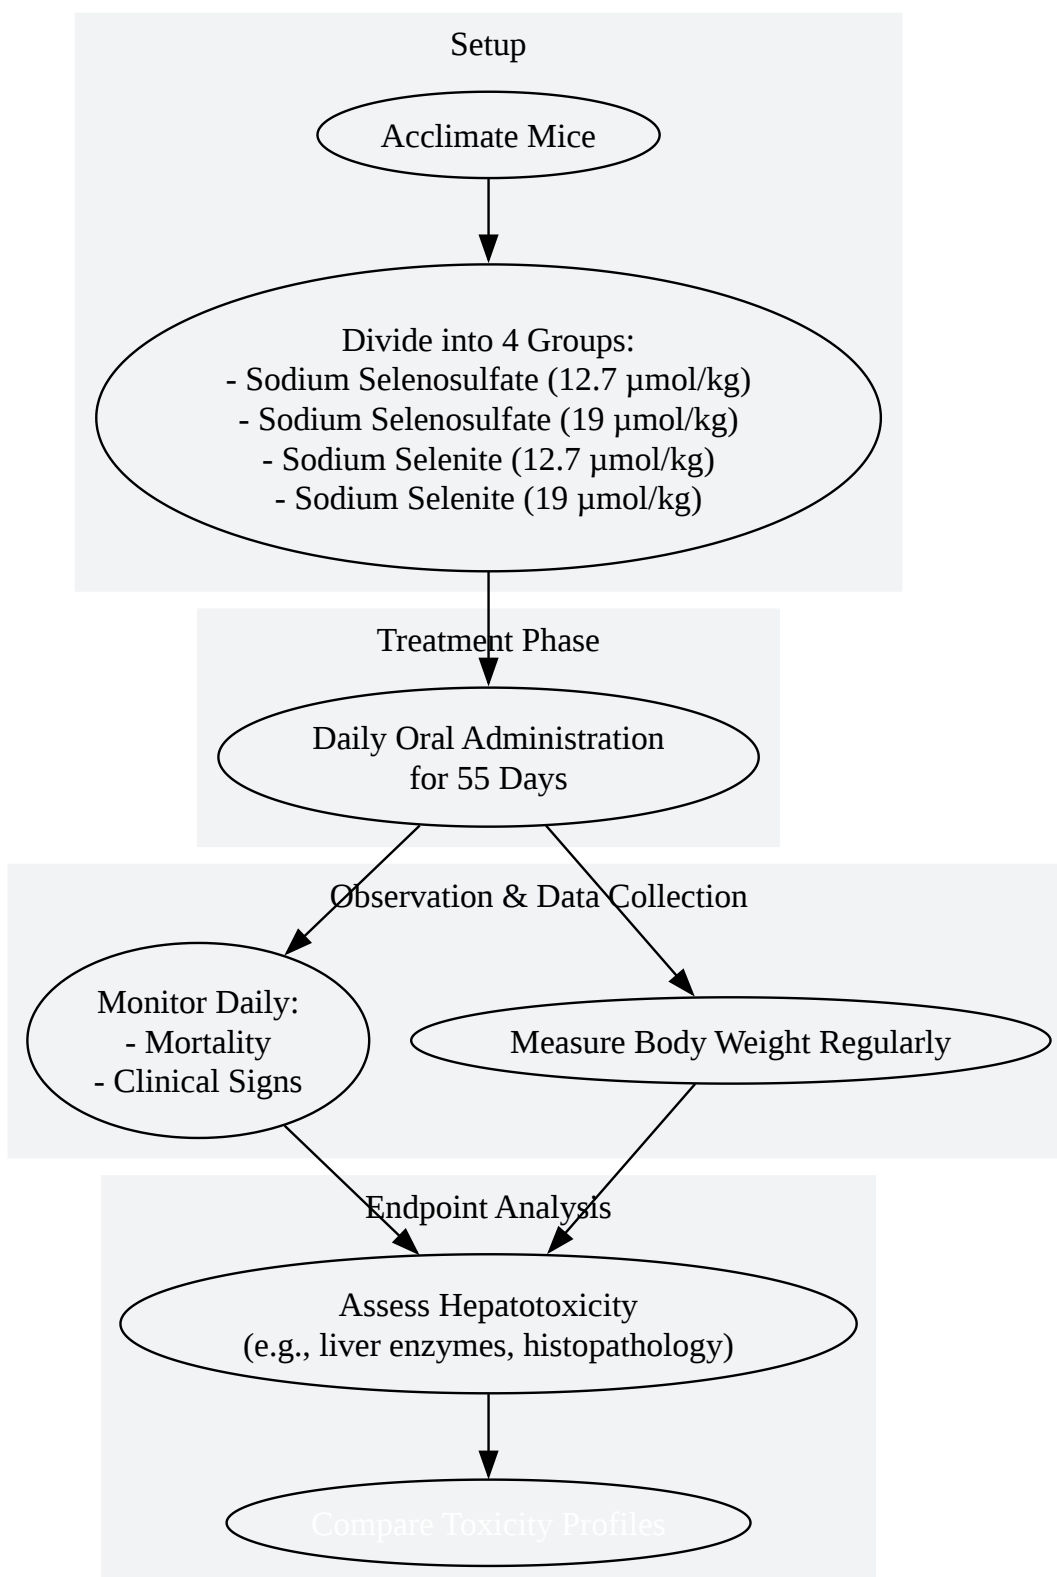 Setup
Acclimate Mice
Divide into 4 Groups:
- Sodium Selenosulfate (12.7 µmol/kg)
- Sodium Selenosulfate (19 µmol/kg)
- Sodium Selenite (12.7 µmol/kg)
- Sodium Selenite (19 µmol/kg)
Treatment Phase
Daily Oral Administration
for 55 Days
Observation & Data Collection
Monitor Daily:
- Mortality
- Clinical Signs
Measure Body Weight Regularly
Endpoint Analysis
Assess Hepatotoxicity
(e.g., liver enzymes, histopathology)
Compare Toxicity Profiles